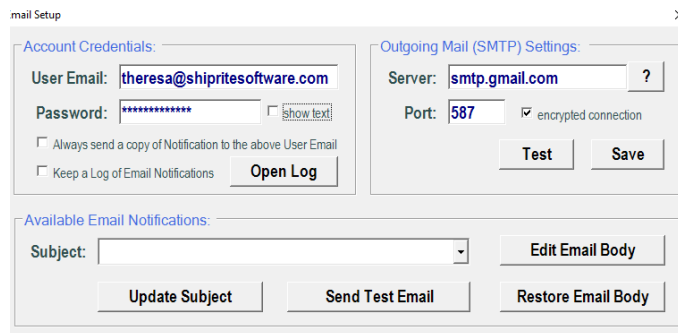 mail Setup
Account Credentials:
User Email: theresa@shipritesoftware.com
Password: ************* show text
Always send a copy of Notification to the above User Email
Keep a Log of Email Notifications Open Log
Outgoing Mail (SMTP) Settings:
Server: smtp.gmail.com ?
Port: 587 encrypted connection
Test Save
Available Email Notifications:
Subject: Edit Email Body
Update Subject Send Test Email Restore Email Body